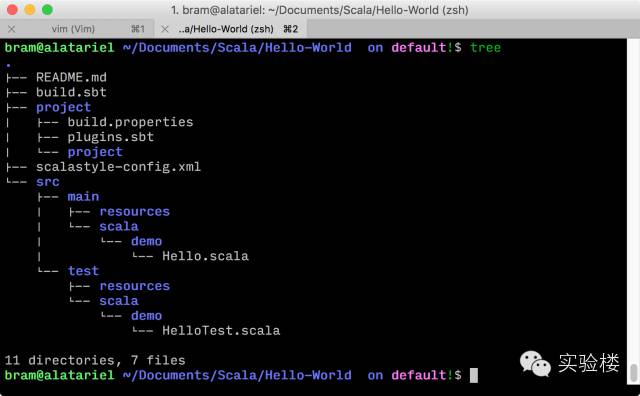 1. bram@alatariel: ~/Documents/Scala/Hello-World (zsh)
vim (Vim) ⌘1 ..a/Hello-World (zsh) ⌘2
bram@alatariel ~/Documents/Scala/Hello-World  on default!$ tree
.
├── README.md
├── build.sbt
├── project
│   ├── build.properties
│   ├── plugins.sbt
│   └── project
├── scalastyle-config.xml
└── src
    ├── main
    │   ├── resources
    │   └── scala
    │       └── demo
    │           └── Hello.scala
    └── test
        ├── resources
        └── scala
            └── demo
                └── HelloTest.scala
11 directories, 7 files
bram@alatariel ~/Documents/Scala/Hello-World  on default!$
实验楼